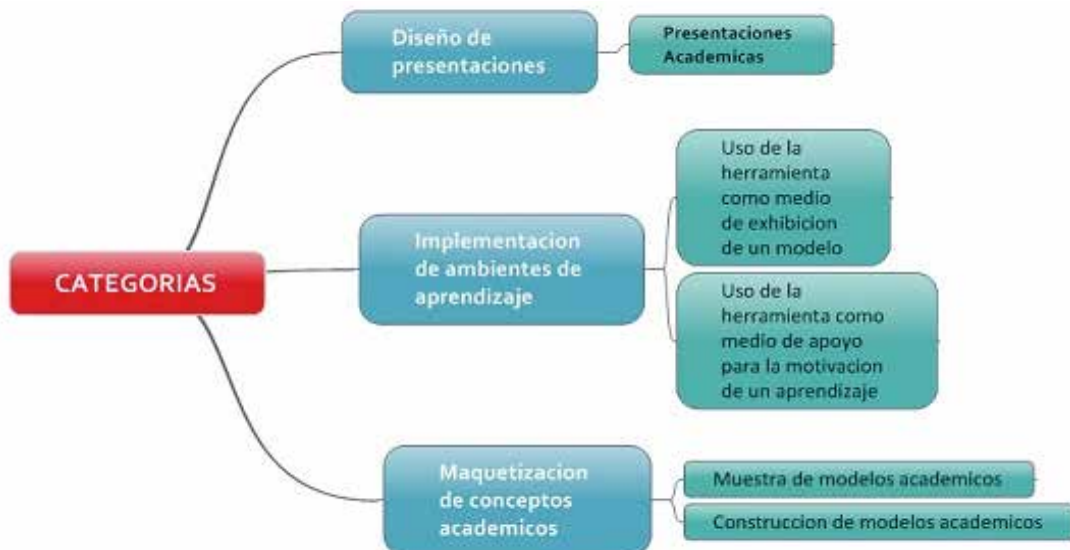 Diseño de
presentaciones
Presentaciones
Academicas
CATEGORIAS
Implementacion
de ambientes de
aprendizaje
Uso de la
herramienta
como medio
de exhibicion
de un modelo
Uso de la
herramienta como
medio de apoyo
para la motivacion
de un aprendizaje
Maquetizacion
de conceptos
academicos
Muestra de modelos academicos
Construccion de modelos academicos